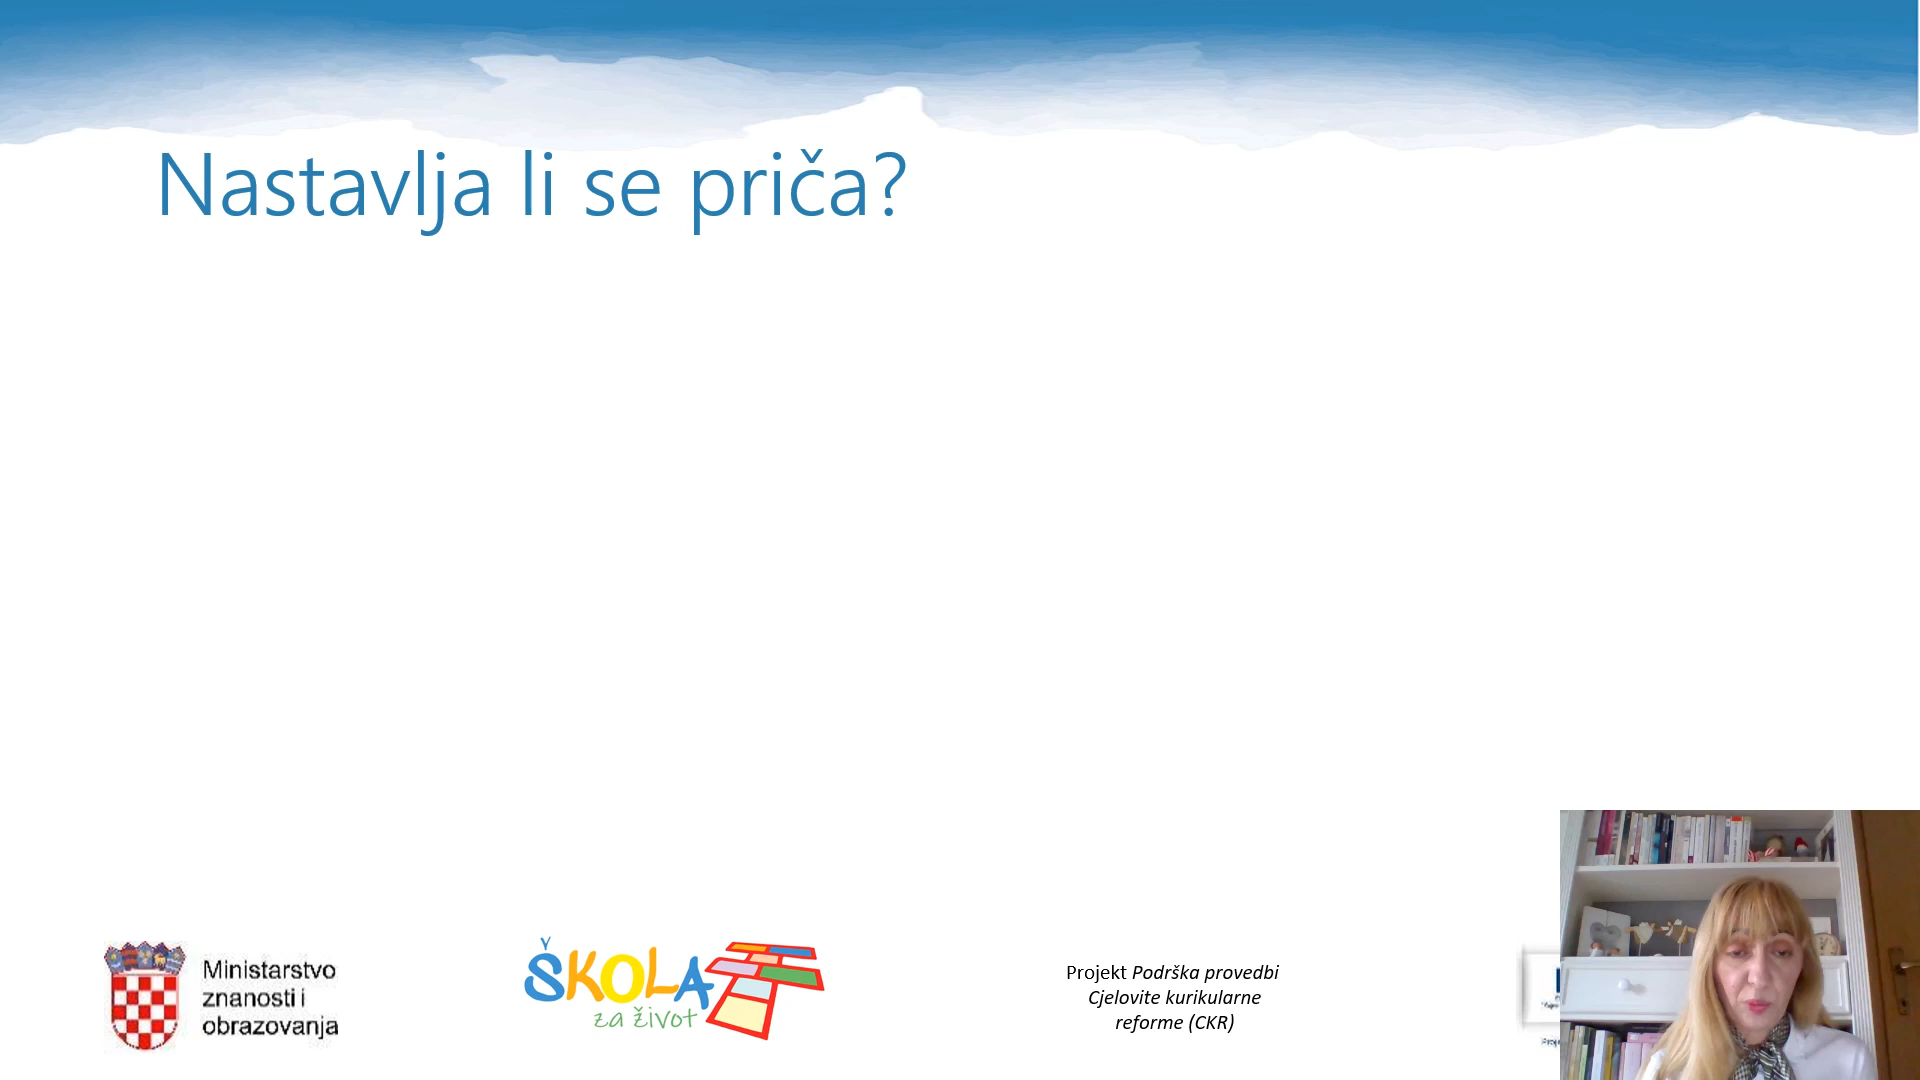 Nastavlja li se priča?
Ministarstvo
znanosti i
obrazovanja
ŠKOLA
za život
Projekt Podrška provedbi
Cjelovite kurikularne
reforme (CKR)